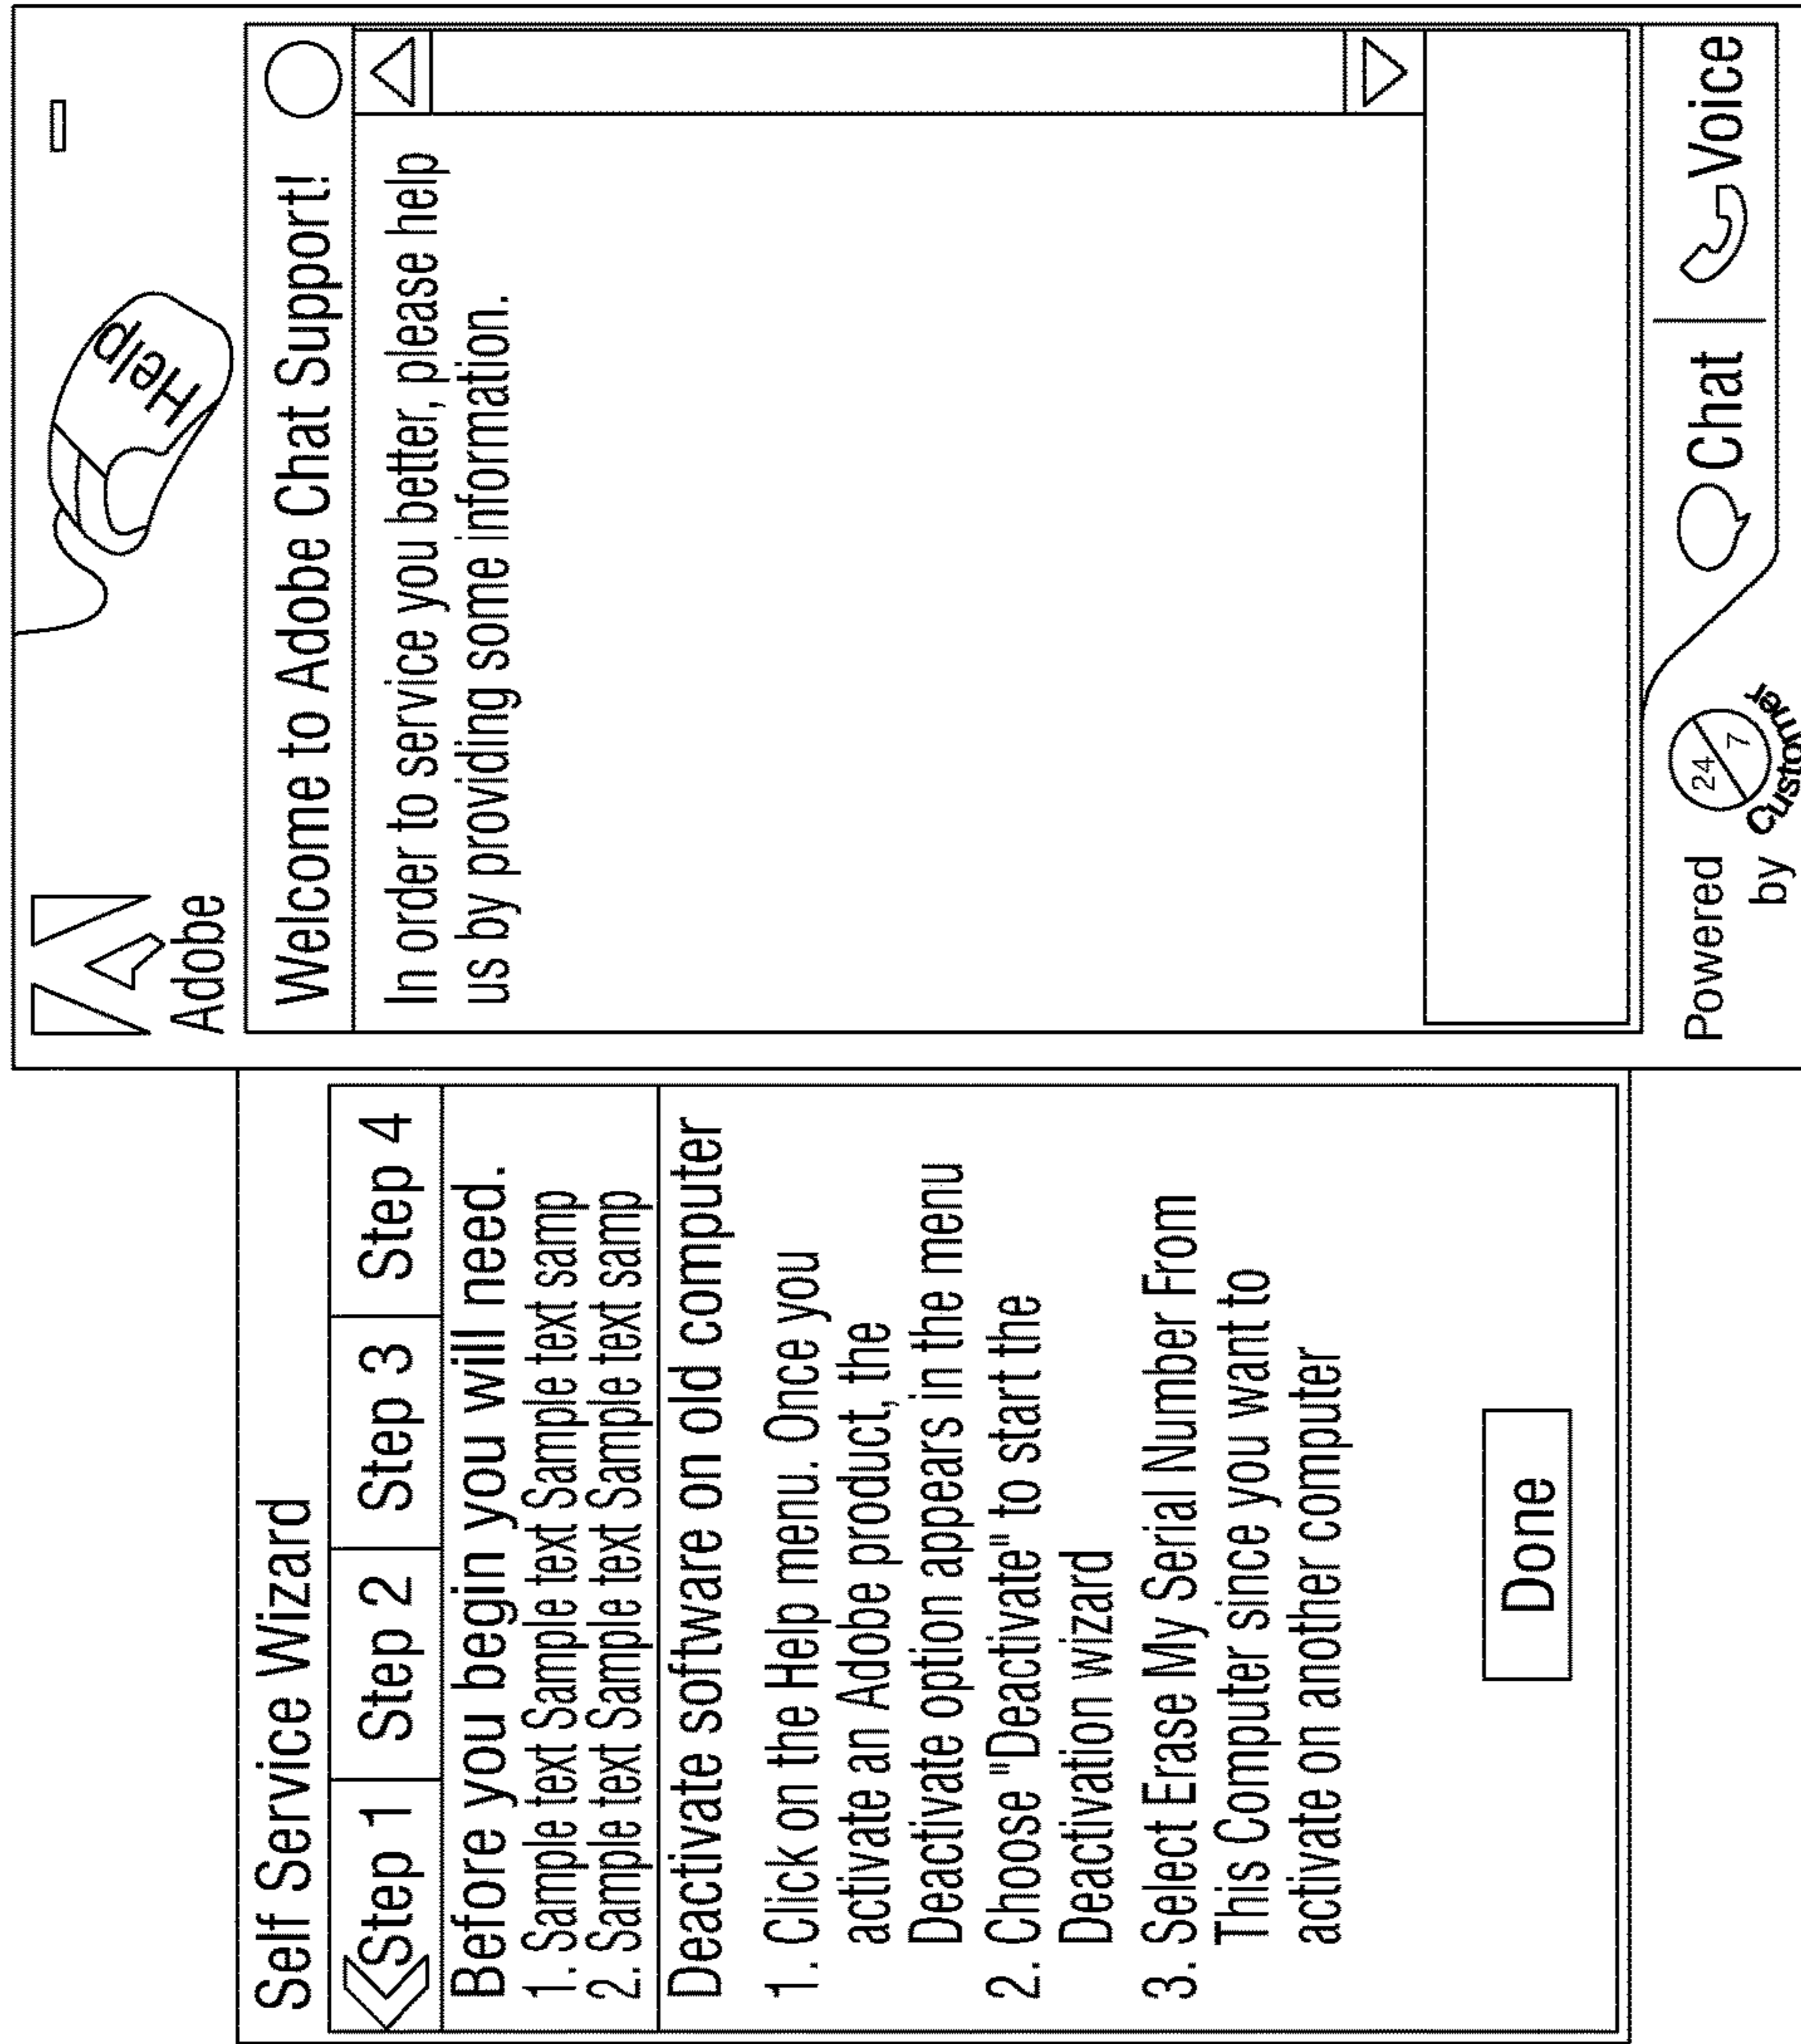 Self Service Wizard
Step 1 Step 2 Step 3 Step 4
Before you begin you will need.
1. Sample text Sample text Sample text Sample text samp
2. Sample text Sample text Sample text Sample text samp
Deactivate software on old computer
1. Click on the Help menu. Once you
activate an Adobe product, the
Deactivate option appears in the menu
2. Choose "Deactivate" to start the
Deactivation wizard
3. Select Erase My Serial Number From
This Computer since you want to
activate on another computer
Done
Adobe
Help
Welcome to Adobe Chat Support!
In order to service you better, please help
us by providing some information.
Powered
by
24
7
Customer
Chat
Voice